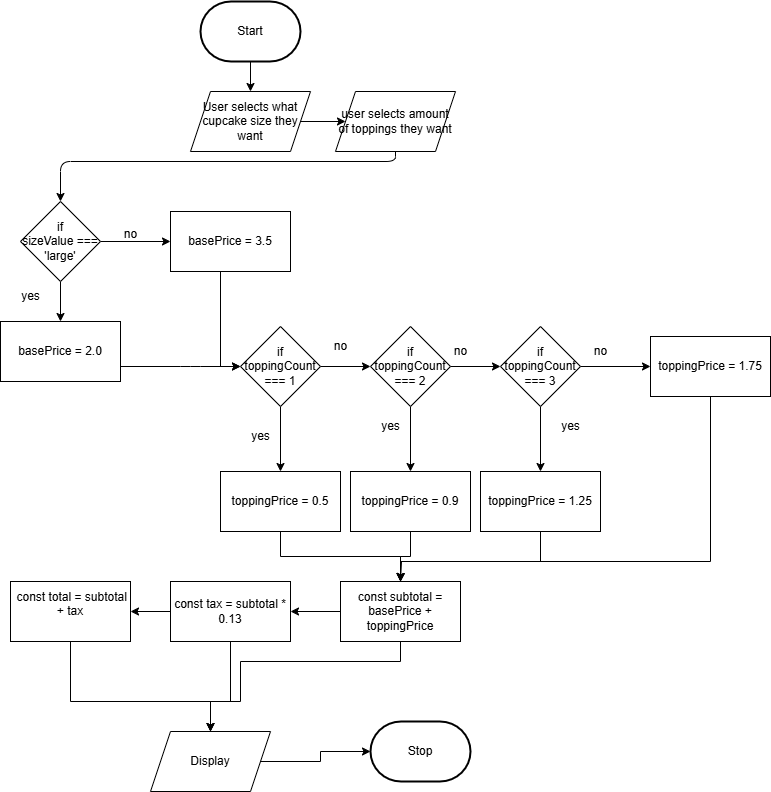 Start
User selects what
cupcake size they
want
user selects amount
of toppings they want
if
sizeValue ===
'large'
no
basePrice = 3.5
yes
basePrice = 2.0
if
toppingCount
=== 1
no
if
toppingCount
=== 2
no
if
toppingCount
=== 3
no
toppingPrice = 1.75
yes
yes
yes
toppingPrice = 0.5
toppingPrice = 0.9
toppingPrice = 1.25
const total = subtotal
+ tax
const tax = subtotal *
0.13
const subtotal =
basePrice +
toppingPrice
Display
Stop